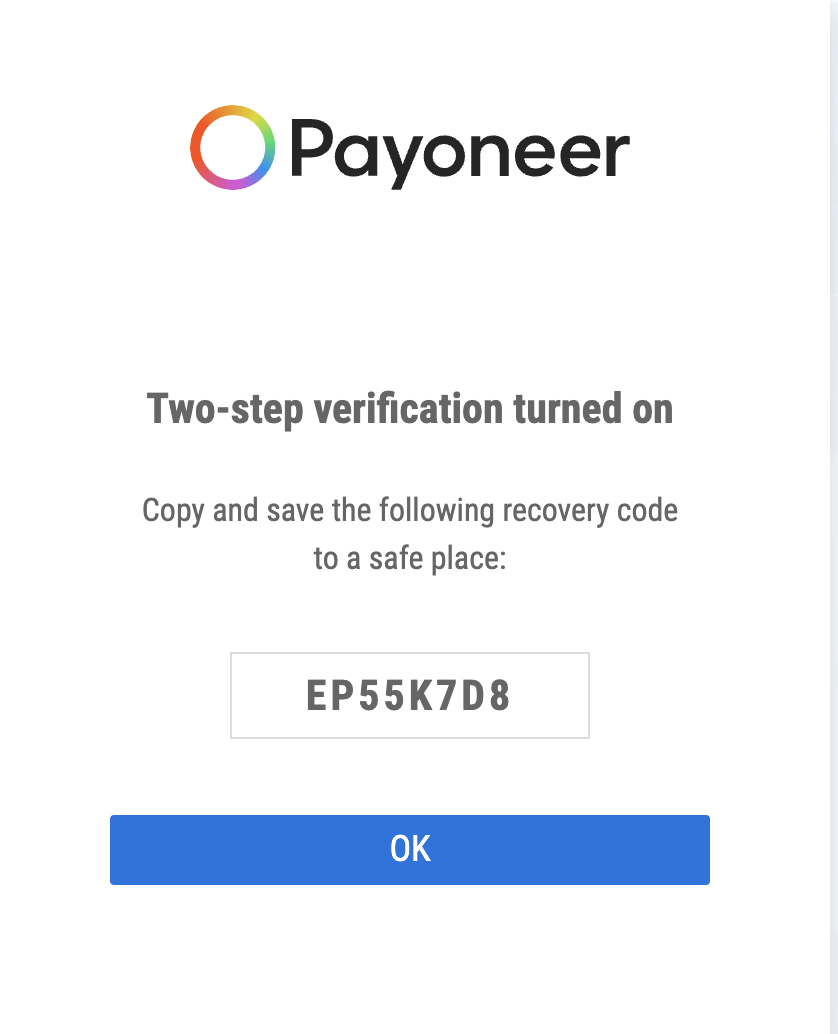 Payoneer
Two-step verification turned on
Copy and save the following recovery code
to a safe place:
EP55K7D8
OK